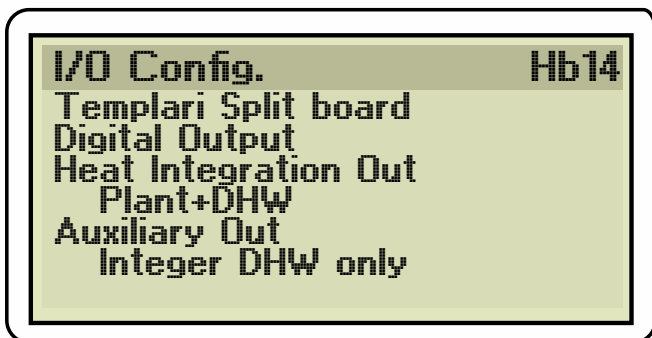 I/O Config. Hb14
Templari Split board
Digital Output
Heat Integration Out
Plant+DHW
Auxiliary Out
Integer DHW only